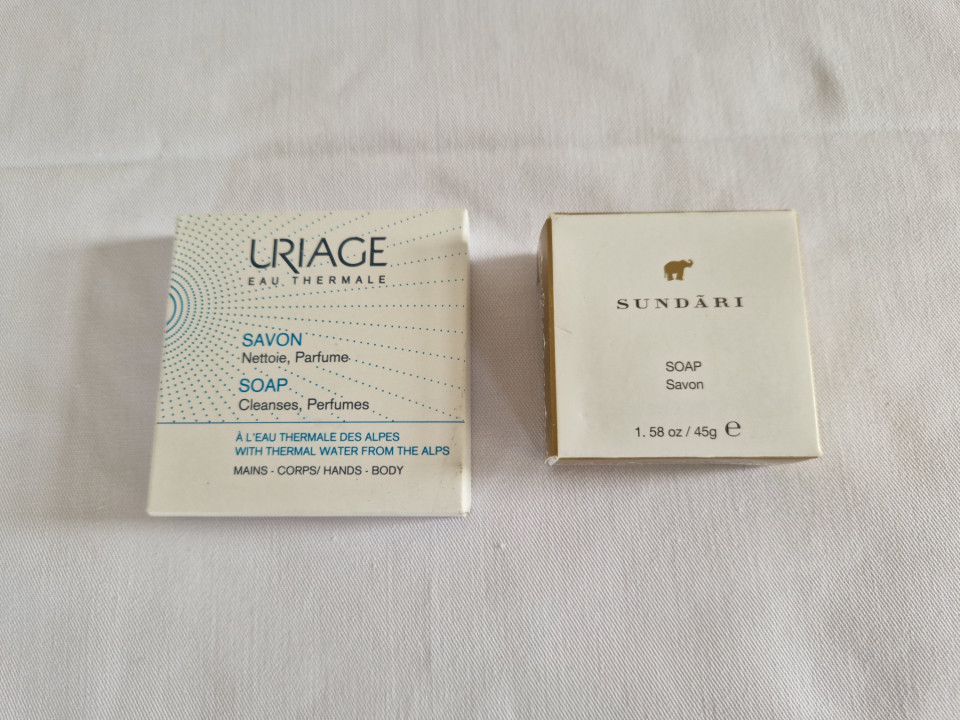 URIAGE
EAU THERMALE
SAVON
Nettoie, Parfume
SOAP
Cleanses, Perfumes
À L'EAU THERMALE DES ALPES
WITH THERMAL WATER FROM THE ALPS
MAINS - CORPS/ HANDS - BODY
SUNDÃRI
SOAP
Savon
1. 58 oz / 45g ℮